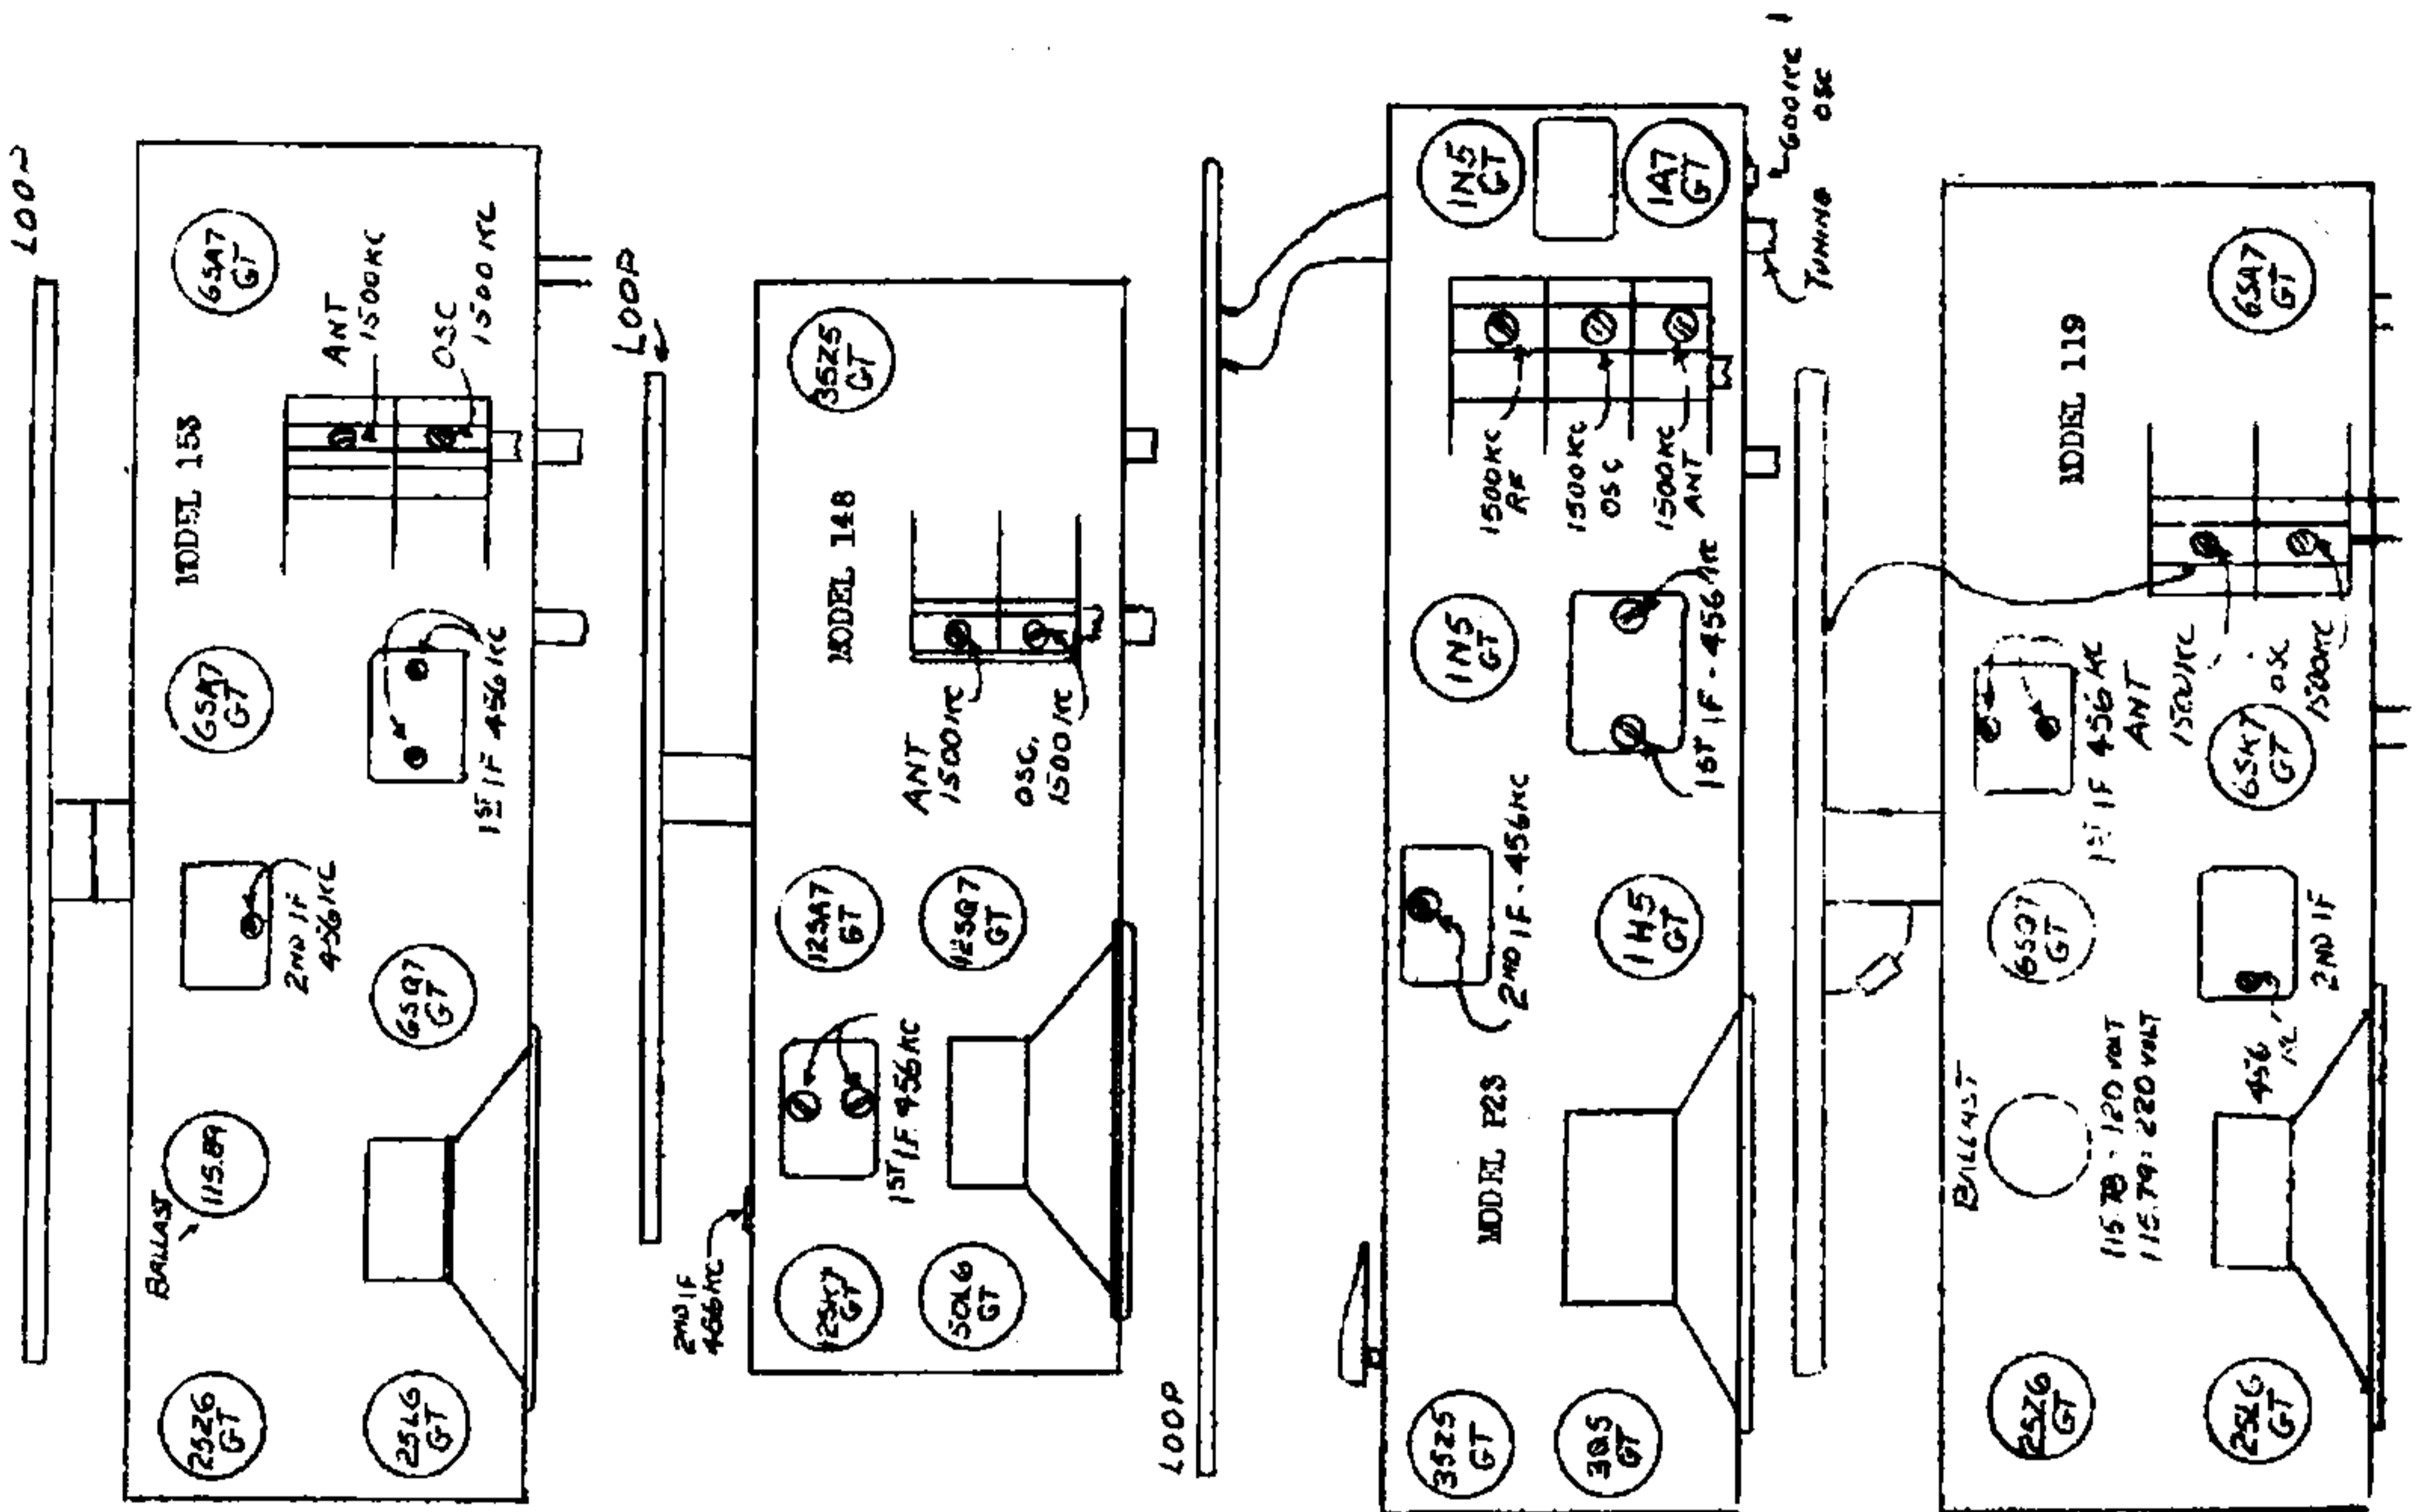 LOOP
MODEL 153
BALLAST
25Z6
GT
115.89
2ND IF
456KC
6SA7
GT
ANT
1500KC
OSC
1500KC
25L6
GT
6SQ7
GT
1ST IF 456KC
LOOP
MODEL 148
2ND IF
12SK7
GT
12SA7
GT
35Z5
GT
1ST IF 456KC
50L6
GT
12SQ7
GT
ANT
1500KC
OSC.
1500KC
LOOP
MODEL P23
35Z5
GT
2ND IF - 456KC
1N5
GT
1N5
GT
3Q5
GT
1H5
GT
1ST IF - 456KC
1500KC
RF
1500KC
OSC
1500KC
ANT
1A7
GT
TUNING
600KC
OSC
MODEL 119
BALLAST
25Z6
GT
115.78 - 120 VOLT
115.79 - 220 VOLT
6SQ7
GT
1ST IF 456KC
ANT
1500KC
25L6
GT
456
KC
2ND IF
6SK7
GT
OSC
1500KC
6SA7
GT